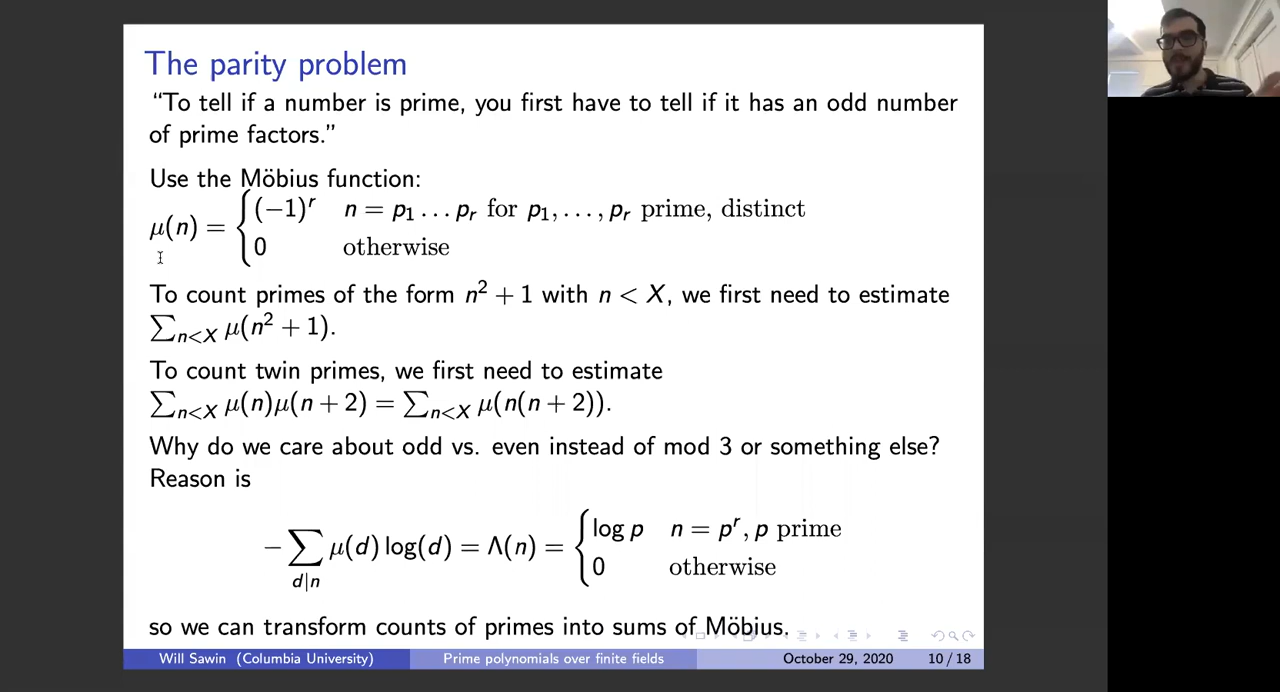 The parity problem
“To tell if a number is prime, you first have to tell if it has an odd number
of prime factors.”
Use the Möbius function:
μ(n) = { (−1)^r   n = p₁ … p_r for p₁, …, p_r prime, distinct
0   otherwise
To count primes of the form n² + 1 with n < X, we first need to estimate
∑_{n<X} μ(n² + 1).
To count twin primes, we first need to estimate
∑_{n<X} μ(n)μ(n + 2) = ∑_{n<X} μ(n(n + 2)).
Why do we care about odd vs. even instead of mod 3 or something else?
Reason is
− ∑_{d|n} μ(d) log(d) = Λ(n) = { log p   n = p^r, p prime
0   otherwise
so we can transform counts of primes into sums of Möbius.
Will Sawin (Columbia University)   Prime polynomials over finite fields   October 29, 2020   10 / 18